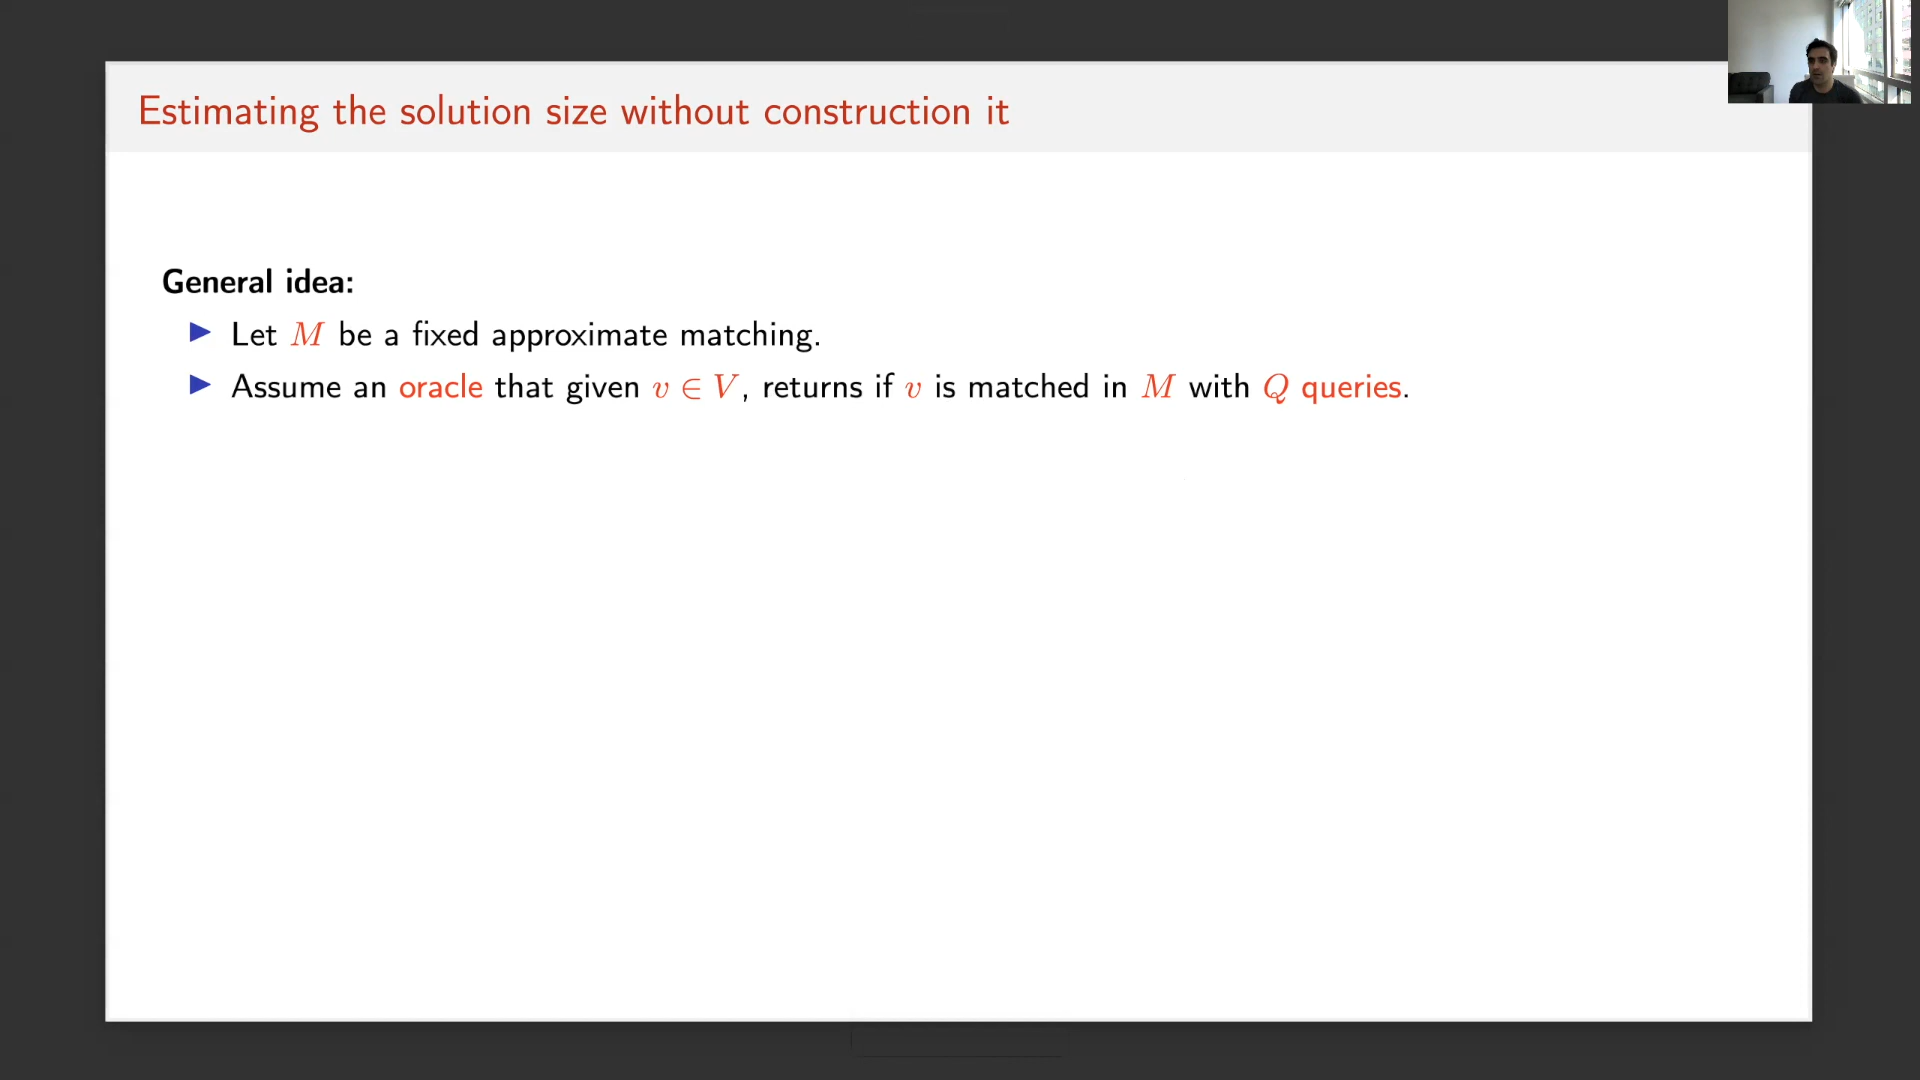 Estimating the solution size without construction it
General idea:
▶ Let M be a fixed approximate matching.
▶ Assume an oracle that given v ∈ V, returns if v is matched in M with Q queries.